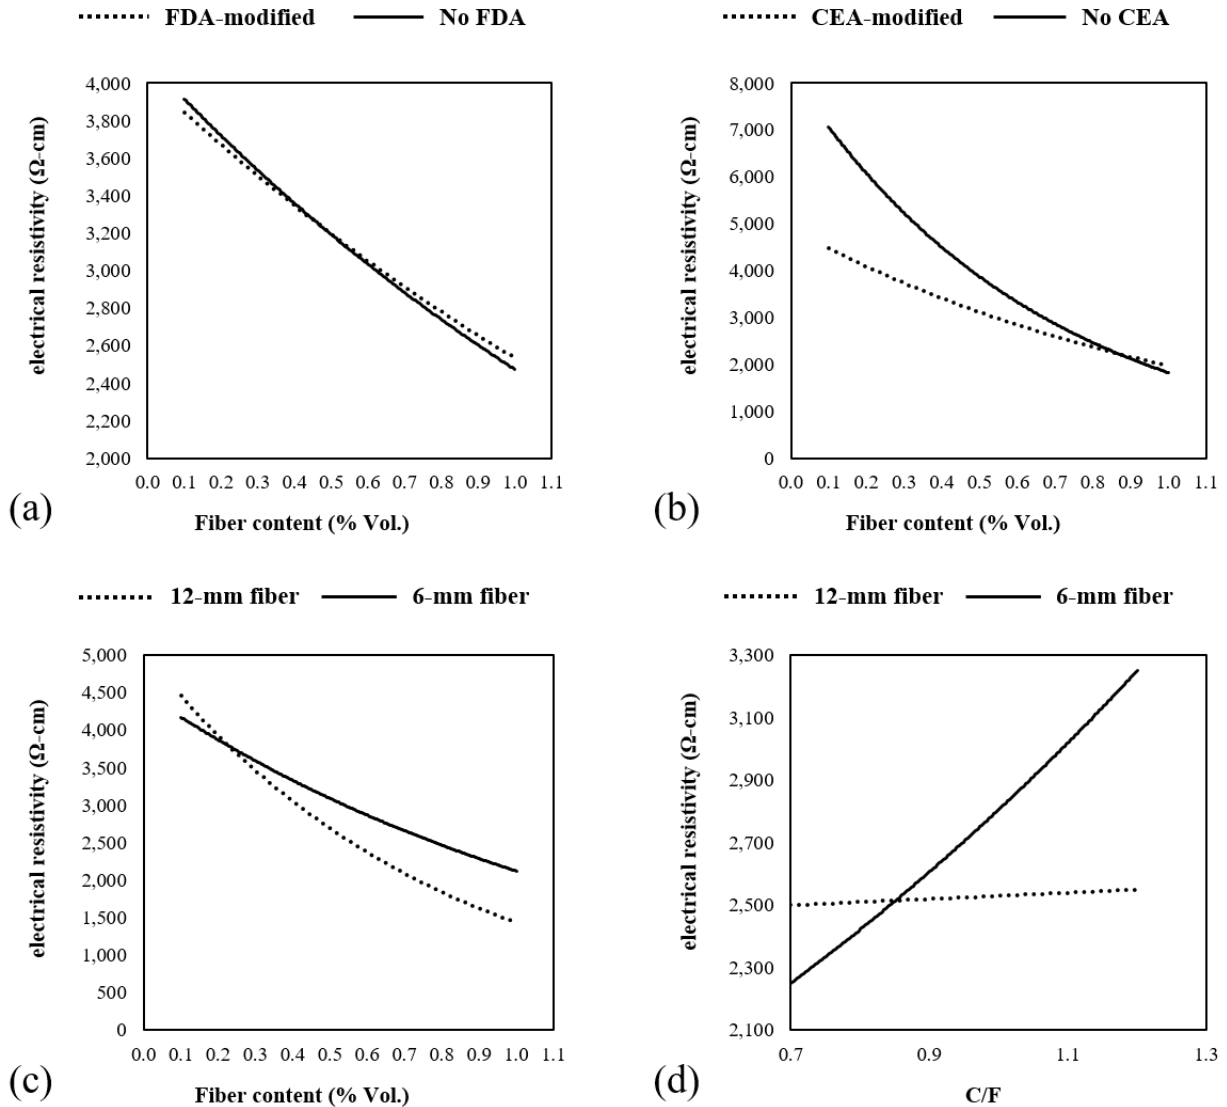 FDA-modified No FDA
4,000
3,800
3,600
3,400
3,200
3,000
2,800
2,600
2,400
2,200
2,000
electrical resistivity (Ω-cm)
0.0 0.1 0.2 0.3 0.4 0.5 0.6 0.7 0.8 0.9 1.0 1.1
Fiber content (% Vol.)
(a)
CEA-modified No CEA
8,000
7,000
6,000
5,000
4,000
3,000
2,000
1,000
0
electrical resistivity (Ω-cm)
0.0 0.1 0.2 0.3 0.4 0.5 0.6 0.7 0.8 0.9 1.0 1.1
Fiber content (% Vol.)
(b)
12-mm fiber 6-mm fiber
5,000
4,500
4,000
3,500
3,000
2,500
2,000
1,500
1,000
500
0
electrical resistivity (Ω-cm)
0.0 0.1 0.2 0.3 0.4 0.5 0.6 0.7 0.8 0.9 1.0 1.1
Fiber content (% Vol.)
(c)
12-mm fiber 6-mm fiber
3,300
3,100
2,900
2,700
2,500
2,300
2,100
electrical resistivity (Ω-cm)
0.7 0.9 1.1 1.3
C/F
(d)